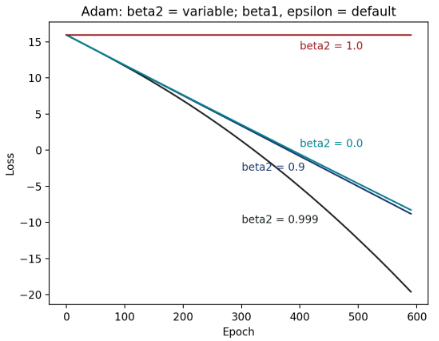 Adam: beta2 = variable; beta1, epsilon = default
15
10
5
0
−5
−10
−15
−20
Loss
beta2 = 1.0
beta2 = 0.0
beta2 = 0.9
beta2 = 0.999
0
100
200
300
400
500
600
Epoch